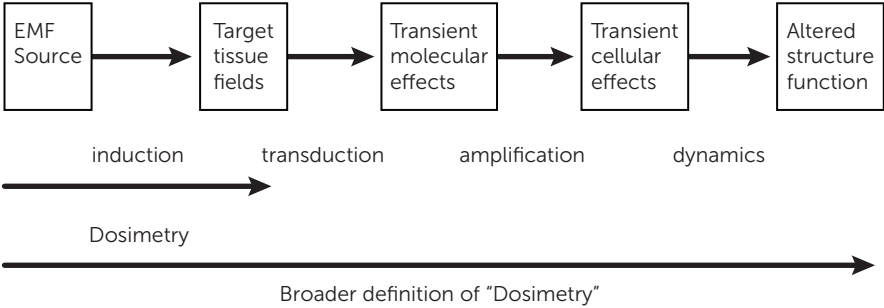 EMF
Source
Target
tissue
fields
Transient
molecular
effects
Transient
cellular
effects
Altered
structure
function
induction transduction amplification dynamics
Dosimetry
Broader definition of “Dosimetry”